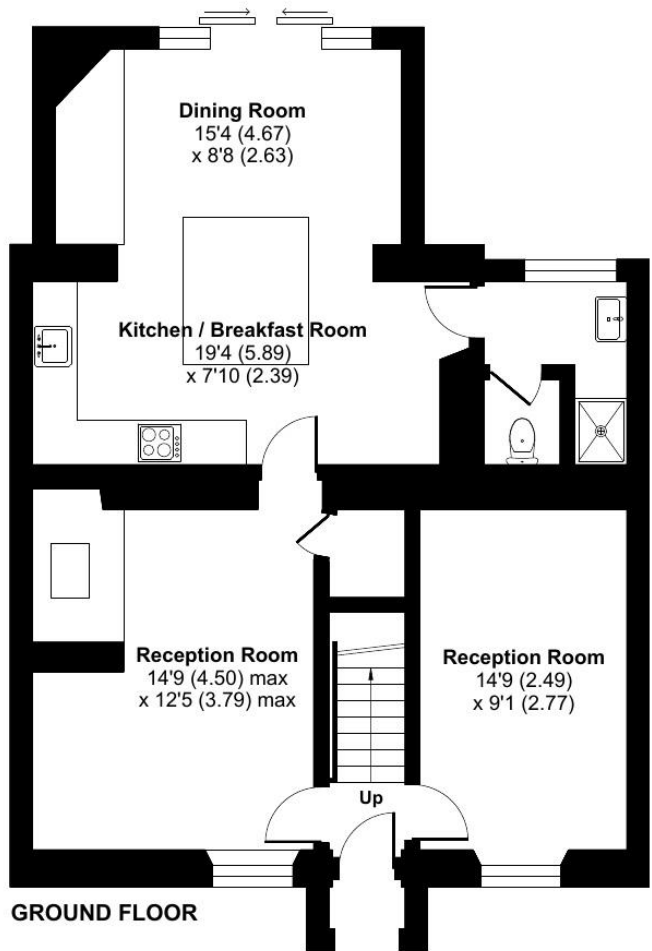 Dining Room
15'4 (4.67)
x 8'8 (2.63)
Kitchen / Breakfast Room
19'4 (5.89)
x 7'10 (2.39)
Reception Room
14'9 (4.50) max
x 12'5 (3.79) max
Reception Room
14'9 (2.49)
x 9'1 (2.77)
Up
GROUND FLOOR